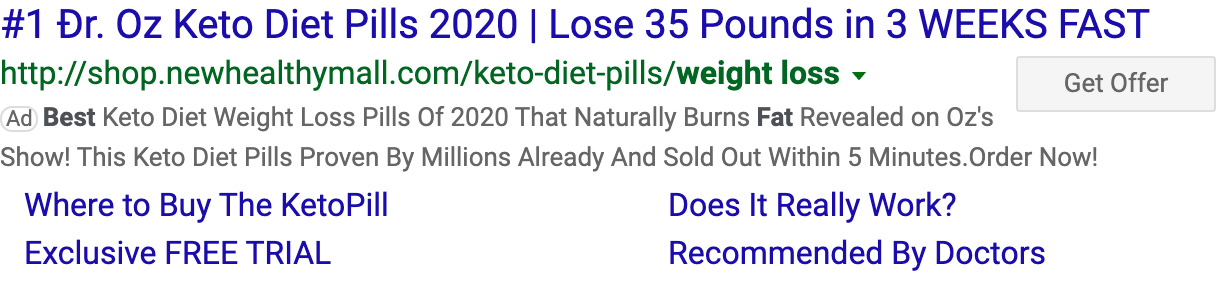 #1 Đr. Oz Keto Diet Pills 2020 | Lose 35 Pounds in 3 WEEKS FAST
http://shop.newhealthymall.com/keto-diet-pills/weight loss
Get Offer
Ad Best Keto Diet Weight Loss Pills Of 2020 That Naturally Burns Fat Revealed on Oz's
Show! This Keto Diet Pills Proven By Millions Already And Sold Out Within 5 Minutes.Order Now!
Where to Buy The KetoPill
Does It Really Work?
Exclusive FREE TRIAL
Recommended By Doctors